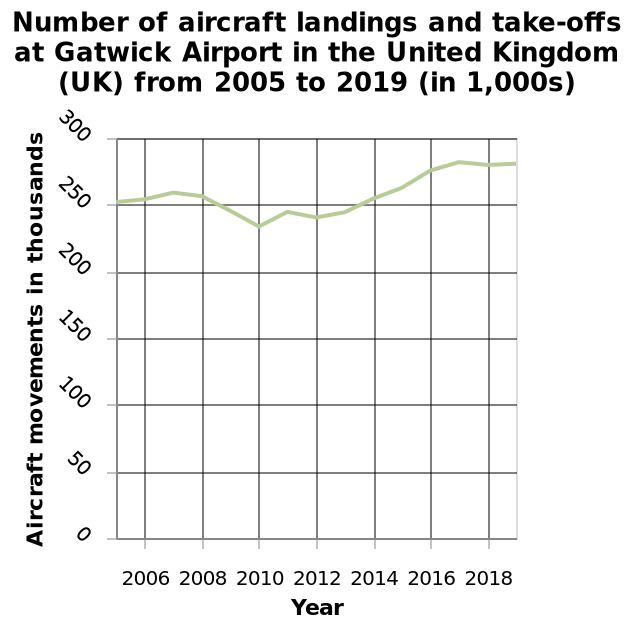 Number of aircraft landings and take-offs
at Gatwick Airport in the United Kingdom
(UK) from 2005 to 2019 (in 1,000s)
Aircraft movements in thousands
300
250
200
150
100
50
0
2006 2008 2010 2012 2014 2016 2018
Year